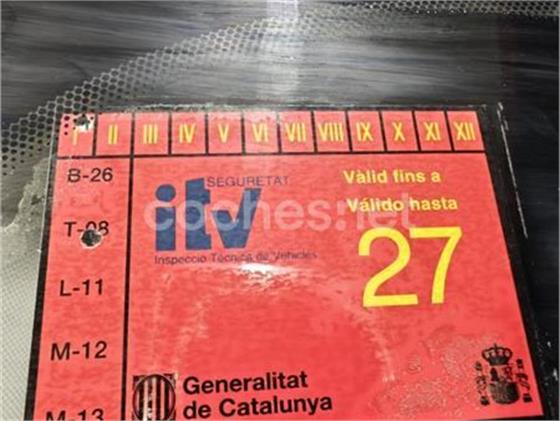 I II III IV V VI VII VIII IX X XI XII
B-26
T-08
L-11
M-12
M-13
SEGURETAT
itv
Inspecció Tècnica de Vehicles
Vàlid fins a
Válido hasta
27
coches.net
Generalitat
de Catalunya